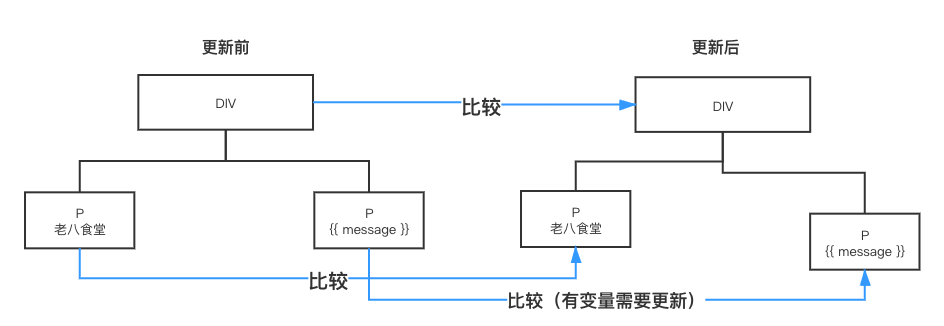 更新前
更新后
DIV
比较
DIV
P
老八食堂
P
{{ message }}
P
老八食堂
P
{{ message }}
比较
比较（有变量需要更新）